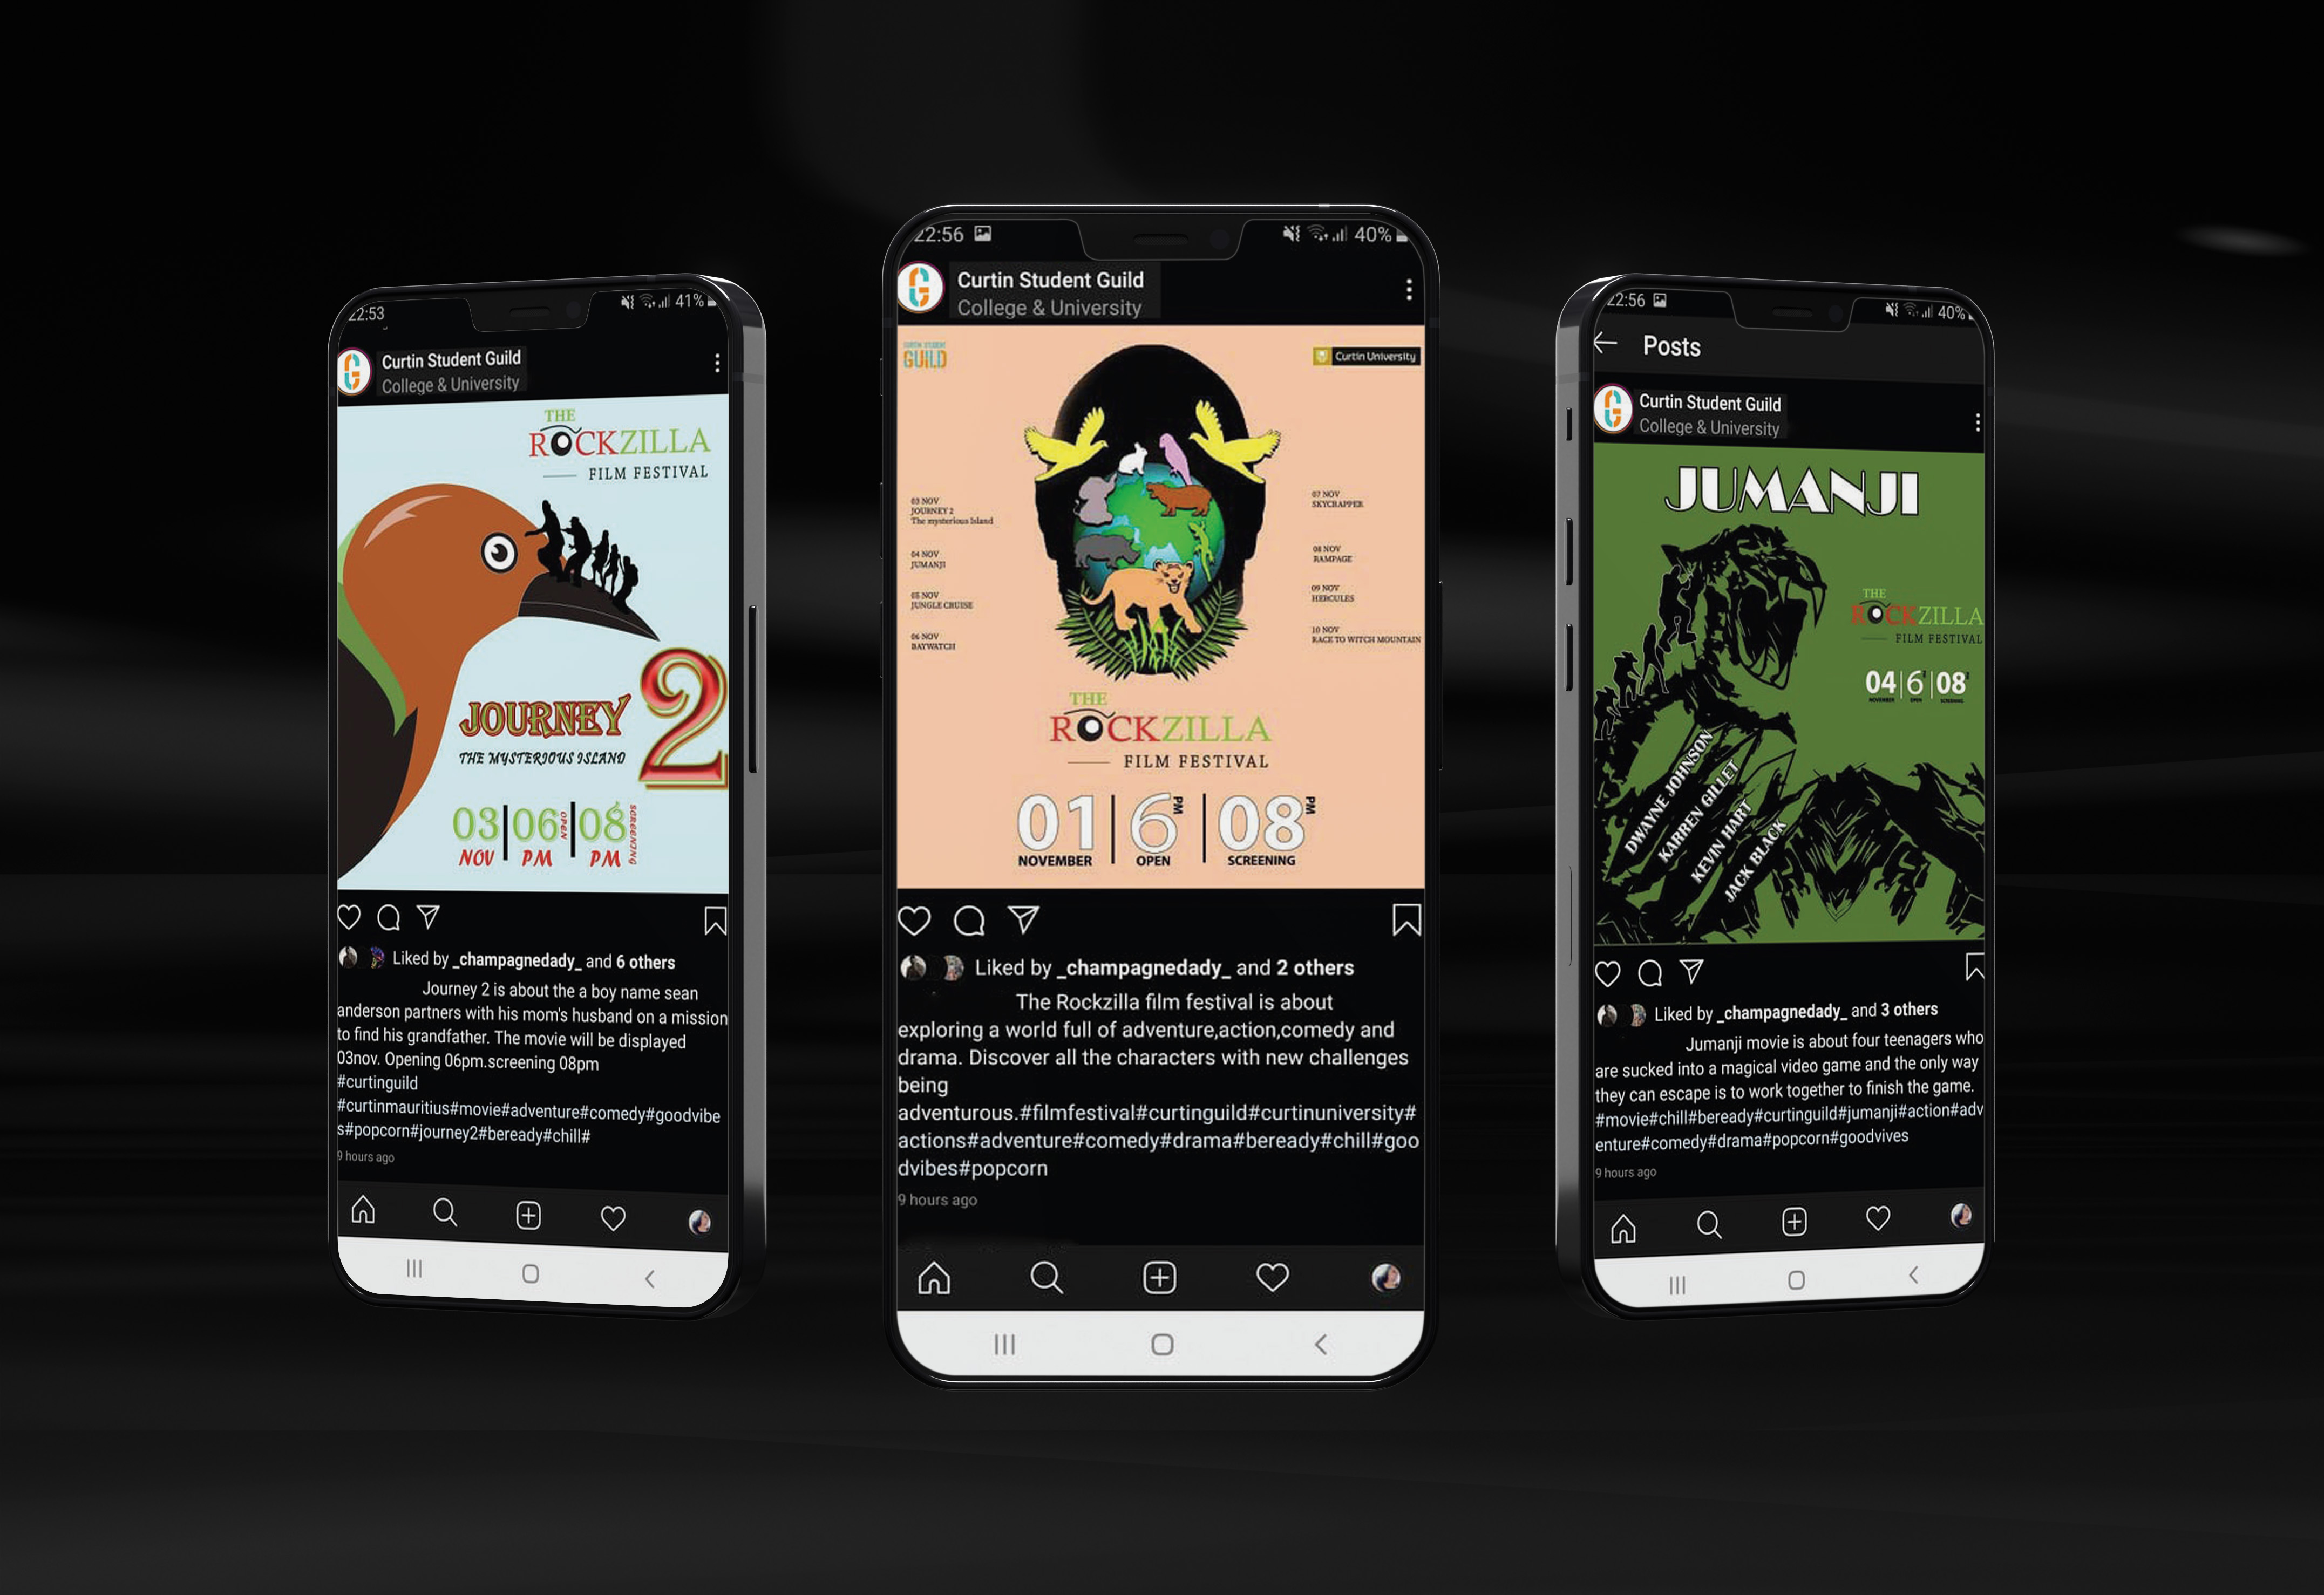 22:53
41%
Curtin Student Guild
College & University
THE
ROCKZILLA
FILM FESTIVAL
JOURNEY 2
THE MYSTERIOUS ISLAND
03 | 06 | 08
OPEN
SCREENING
NOV PM PM
Liked by _champagnedady_ and 6 others
Journey 2 is about the a boy name sean
anderson partners with his mom's husband on a mission
to find his grandfather. The movie will be displayed
03nov. Opening 06pm.screening 08pm
#curtinguild
#curtinmauritius#movie#adventure#comedy#goodvibe
s#popcorn#journey2#beready#chill#
9 hours ago
22:56
40%
Curtin Student Guild
College & University
CURTIN STUDENT
GUILD
Curtin University
03 NOV
JOURNEY 2
The mysterious Island
04 NOV
JUMANJI
05 NOV
JUNGLE CRUISE
06 NOV
BAYWATCH
07 NOV
SKYCRAPPER
08 NOV
RAMPAGE
09 NOV
HERCULES
10 NOV
RACE TO WITCH MOUNTAIN
THE
ROCKZILLA
FILM FESTIVAL
01 | 6 PM | 08 PM
NOVEMBER OPEN SCREENING
Liked by _champagnedady_ and 2 others
The Rockzilla film festival is about
exploring a world full of adventure,action,comedy and
drama. Discover all the characters with new challenges
being
adventurous.#filmfestival#curtinguild#curtinuniversity#
actions#adventure#comedy#drama#beready#chill#goo
dvibes#popcorn
9 hours ago
22:56
40%
Posts
Curtin Student Guild
College & University
JUMANJI
THE
ROCKZILLA
FILM FESTIVAL
04 | 6 | 08
NOVEMBER OPEN SCREENING
DWAYNE JOHNSON
KARREN GILLET
KEVIN HART
JACK BLACK
Liked by _champagnedady_ and 3 others
Jumanji movie is about four teenagers who
are sucked into a magical video game and the only way
they can escape is to work together to finish the game.
#movie#chill#beready#curtinguild#jumanji#action#adv
enture#comedy#drama#popcorn#goodvives
9 hours ago